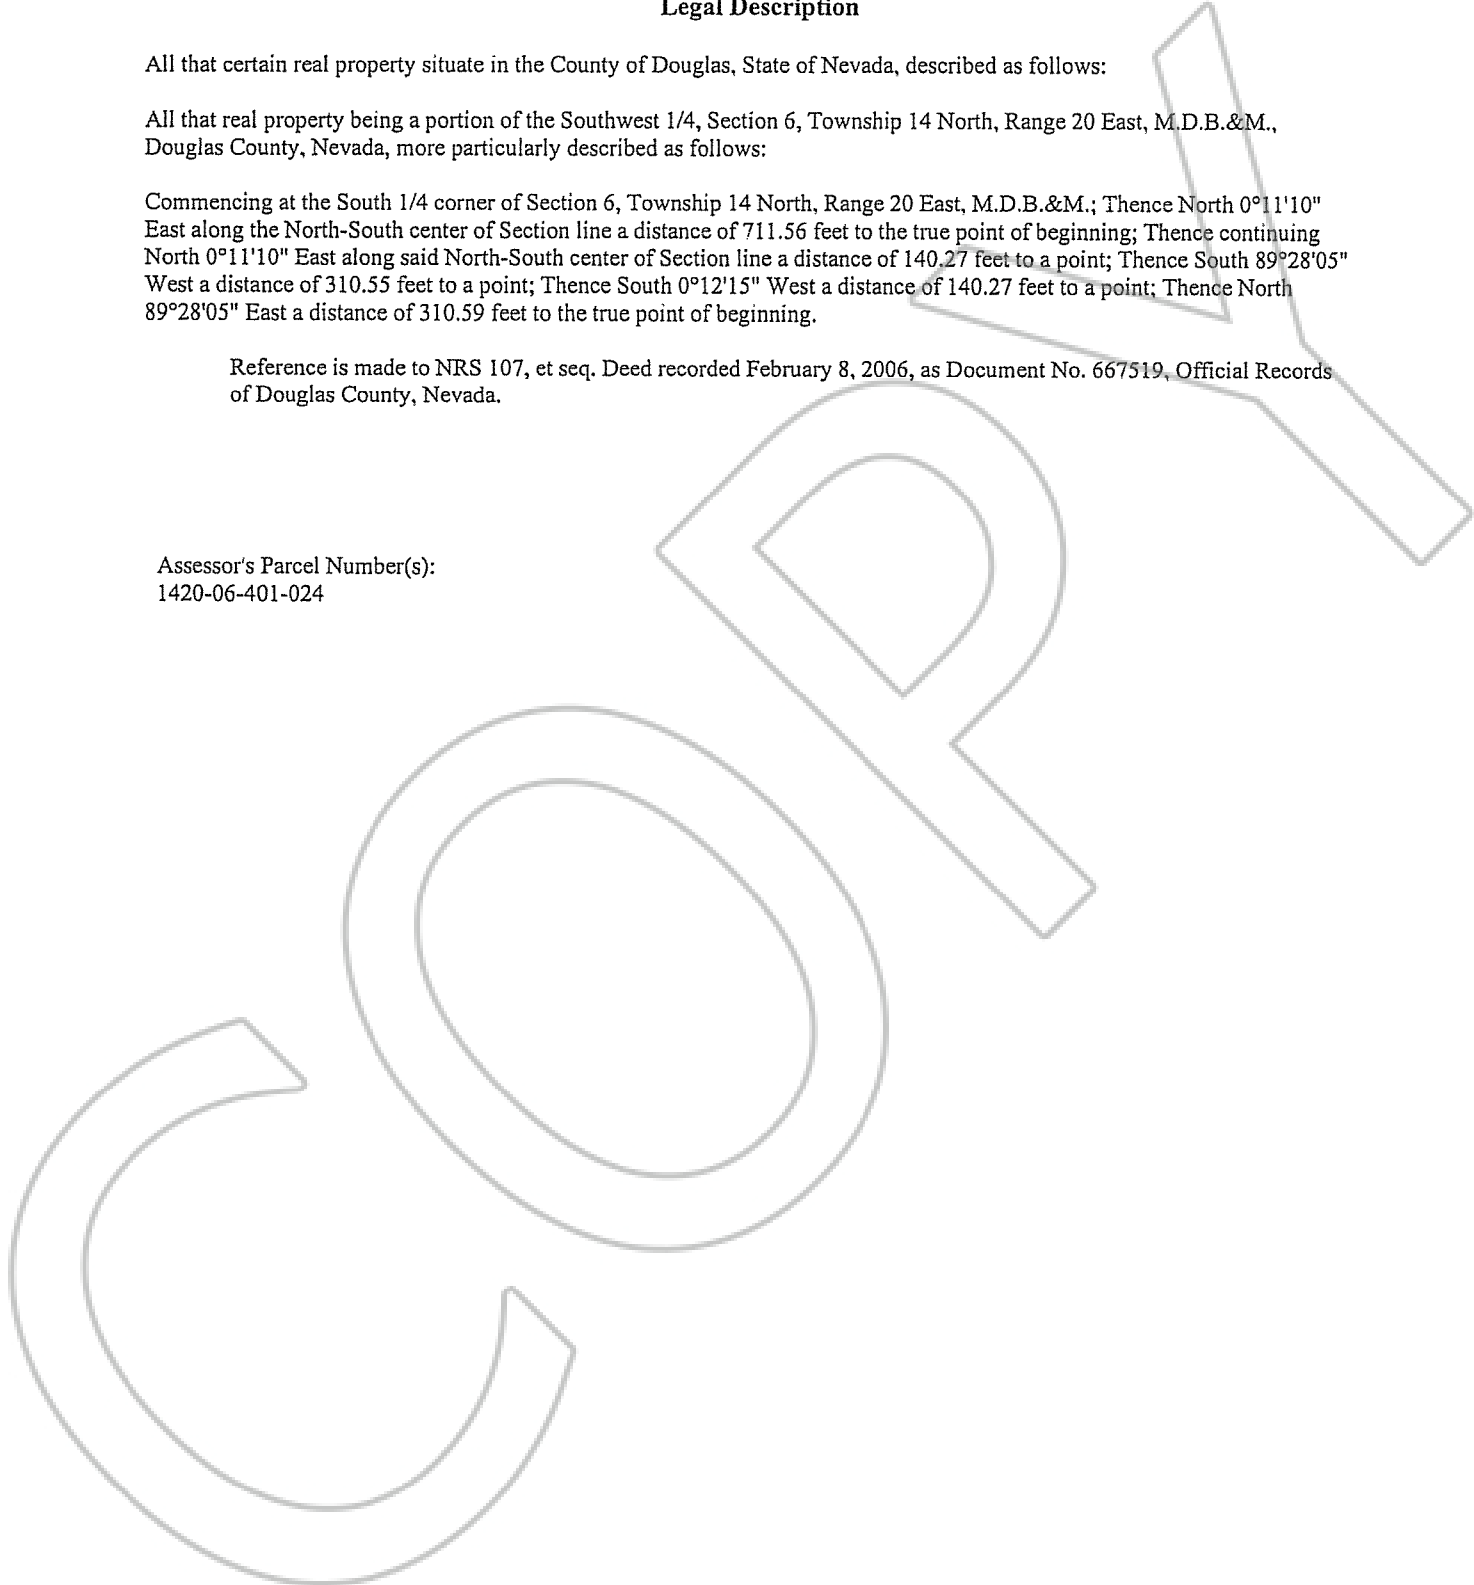 Legal Description
All that certain real property situate in the County of Douglas, State of Nevada, described as follows:
All that real property being a portion of the Southwest 1/4, Section 6, Township 14 North, Range 20 East, M.D.B.&M.,
Douglas County, Nevada, more particularly described as follows:
Commencing at the South 1/4 corner of Section 6, Township 14 North, Range 20 East, M.D.B.&M.; Thence North 0°11'10"
East along the North-South center of Section line a distance of 711.56 feet to the true point of beginning; Thence continuing
North 0°11'10" East along said North-South center of Section line a distance of 140.27 feet to a point; Thence South 89°28'05"
West a distance of 310.55 feet to a point; Thence South 0°12'15" West a distance of 140.27 feet to a point; Thence North
89°28'05" East a distance of 310.59 feet to the true point of beginning.
Reference is made to NRS 107, et seq. Deed recorded February 8, 2006, as Document No. 667519, Official Records
of Douglas County, Nevada.
Assessor's Parcel Number(s):
1420-06-401-024
COPY